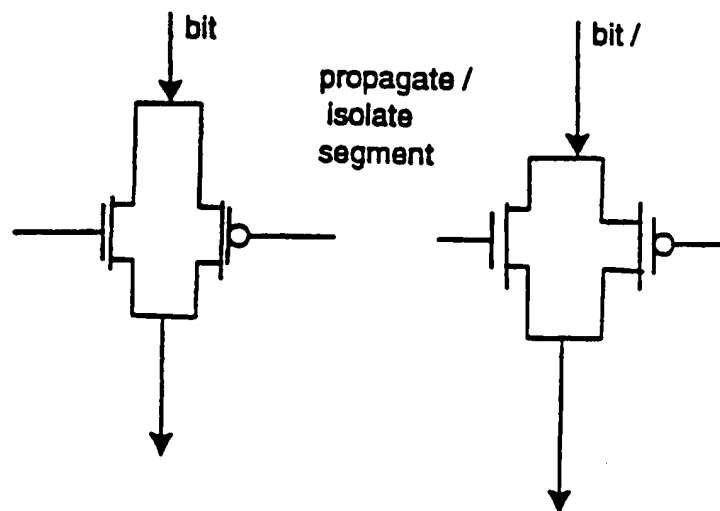 bit
bit /
propagate /
isolate
segment